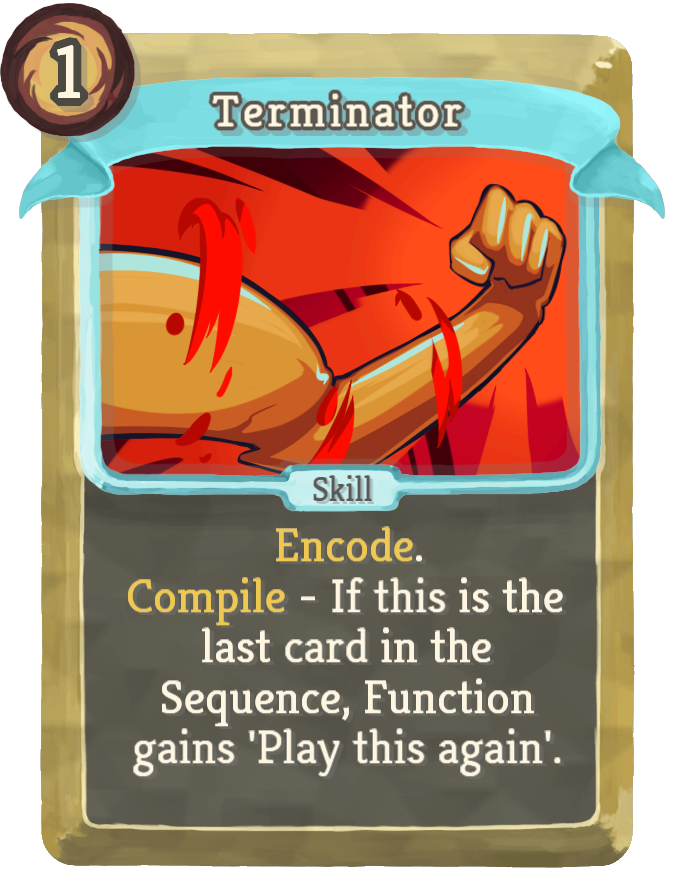 1
Terminator
Skill
Encode.
Compile - If this is the
last card in the
Sequence, Function
gains 'Play this again'.